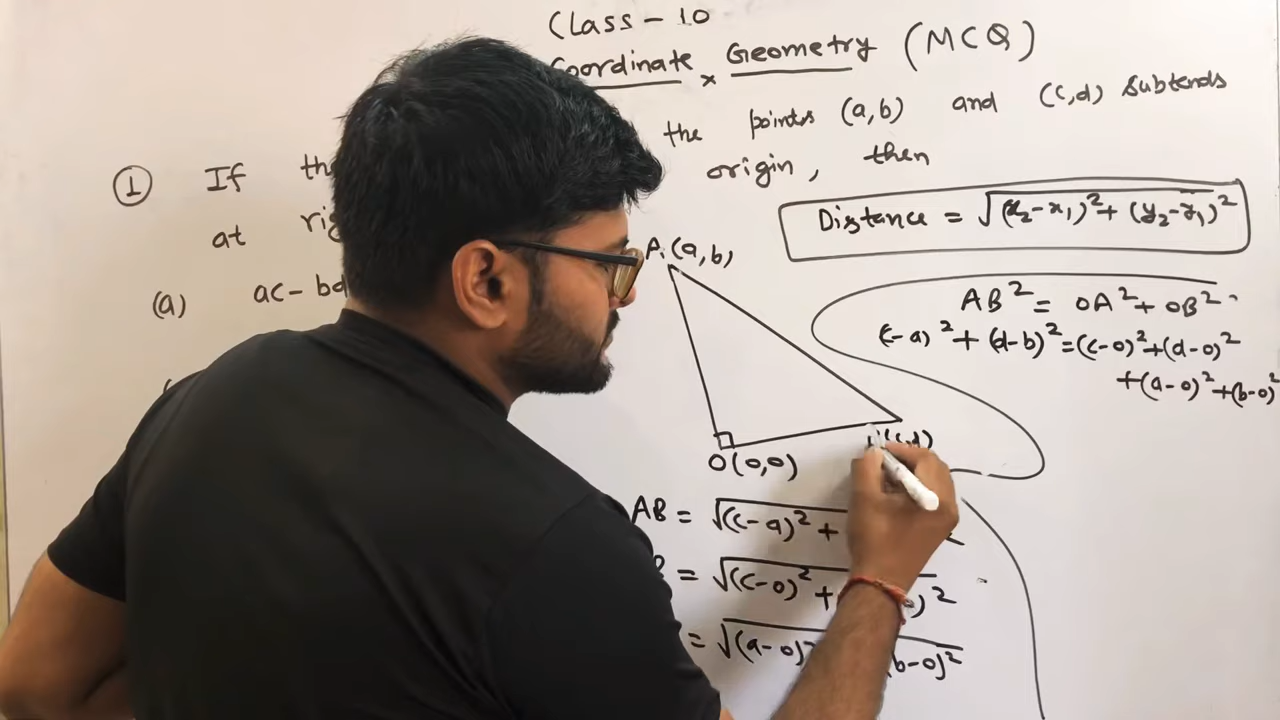 Class - 10
Coordinate Geometry (MCQ)
① If the points (a,b) and (c,d) subtends
at origin, then
Distance = √(x₂-x₁)²+(y₂-y₁)²
(a) ac-bd
A (a,b)
AB² = OA² + OB²
(c-a)² + (d-b)² = (c-0)² + (d-0)²
+(a-0)² + (b-0)²
O(0,0)
AB = √(c-a)² +
= √(c-0)² + )²
= √(a-0)² (b-0)²